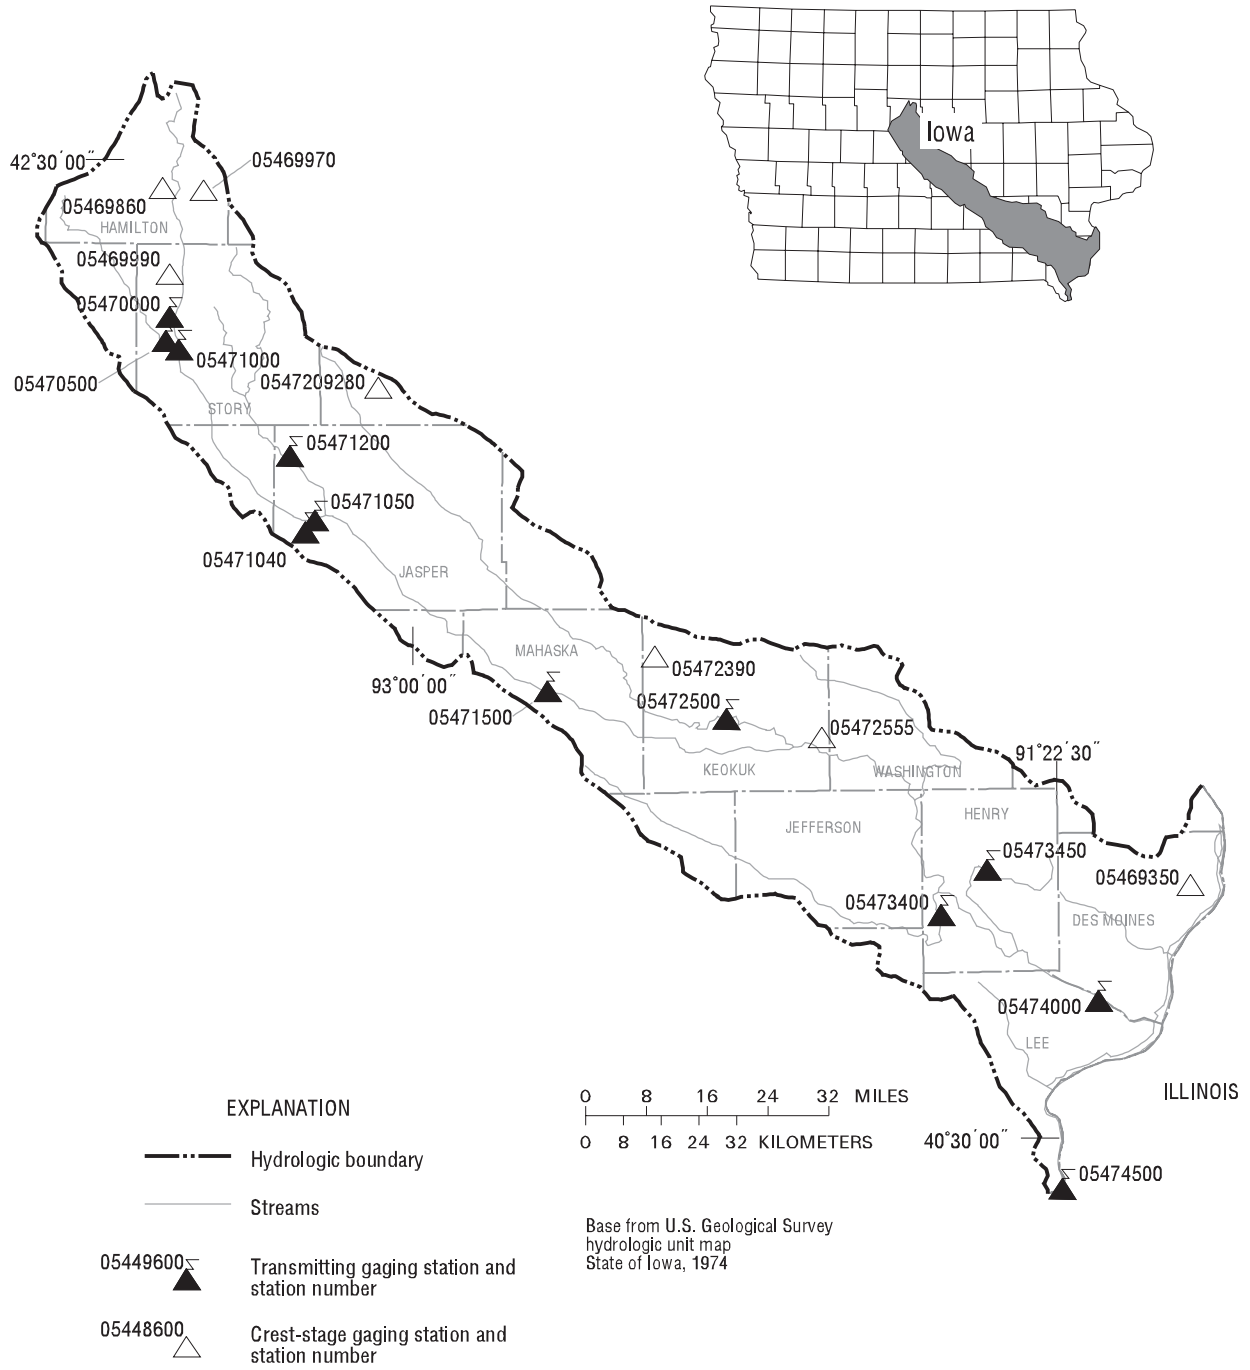 Iowa
42°30′00″
05469970
05469860
HAMILTON
05469990
05470000
05471000
05470500
0547209280
STORY
05471200
05471050
05471040
JASPER
MAHASKA
05472390
93°00′00″
05472500
05471500
05472555
91°22′30″
KEOKUK
WASHINGTON
HENRY
JEFFERSON
05473450
05469350
05473400
DES MOINES
05474000
LEE
ILLINOIS
0 8 16 24 32 MILES
0 8 16 24 32 KILOMETERS
40°30′00″
05474500
EXPLANATION
Hydrologic boundary
Streams
05449600
Transmitting gaging station and
station number
05448600
Crest-stage gaging station and
station number
Base from U.S. Geological Survey
hydrologic unit map
State of Iowa, 1974